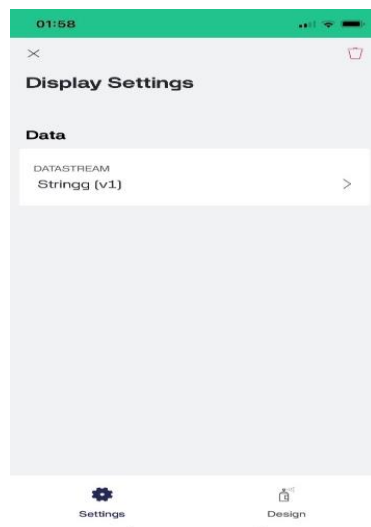 01:58
Display Settings
Data
DATASTREAM
Stringg (v1)
Settings
Design